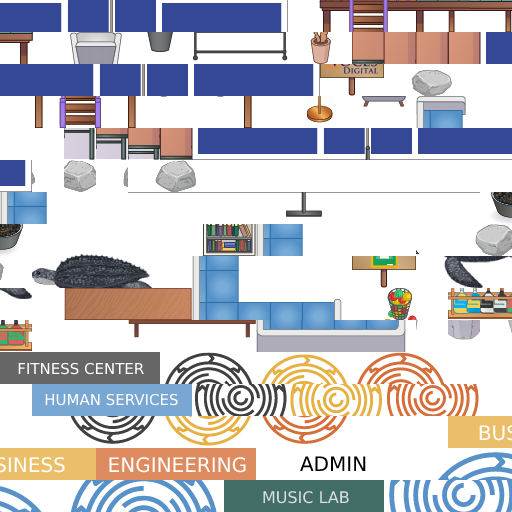 DIGITAL
FITNESS CENTER
HUMAN SERVICES
BUS
SINESS
ENGINEERING
ADMIN
MUSIC LAB